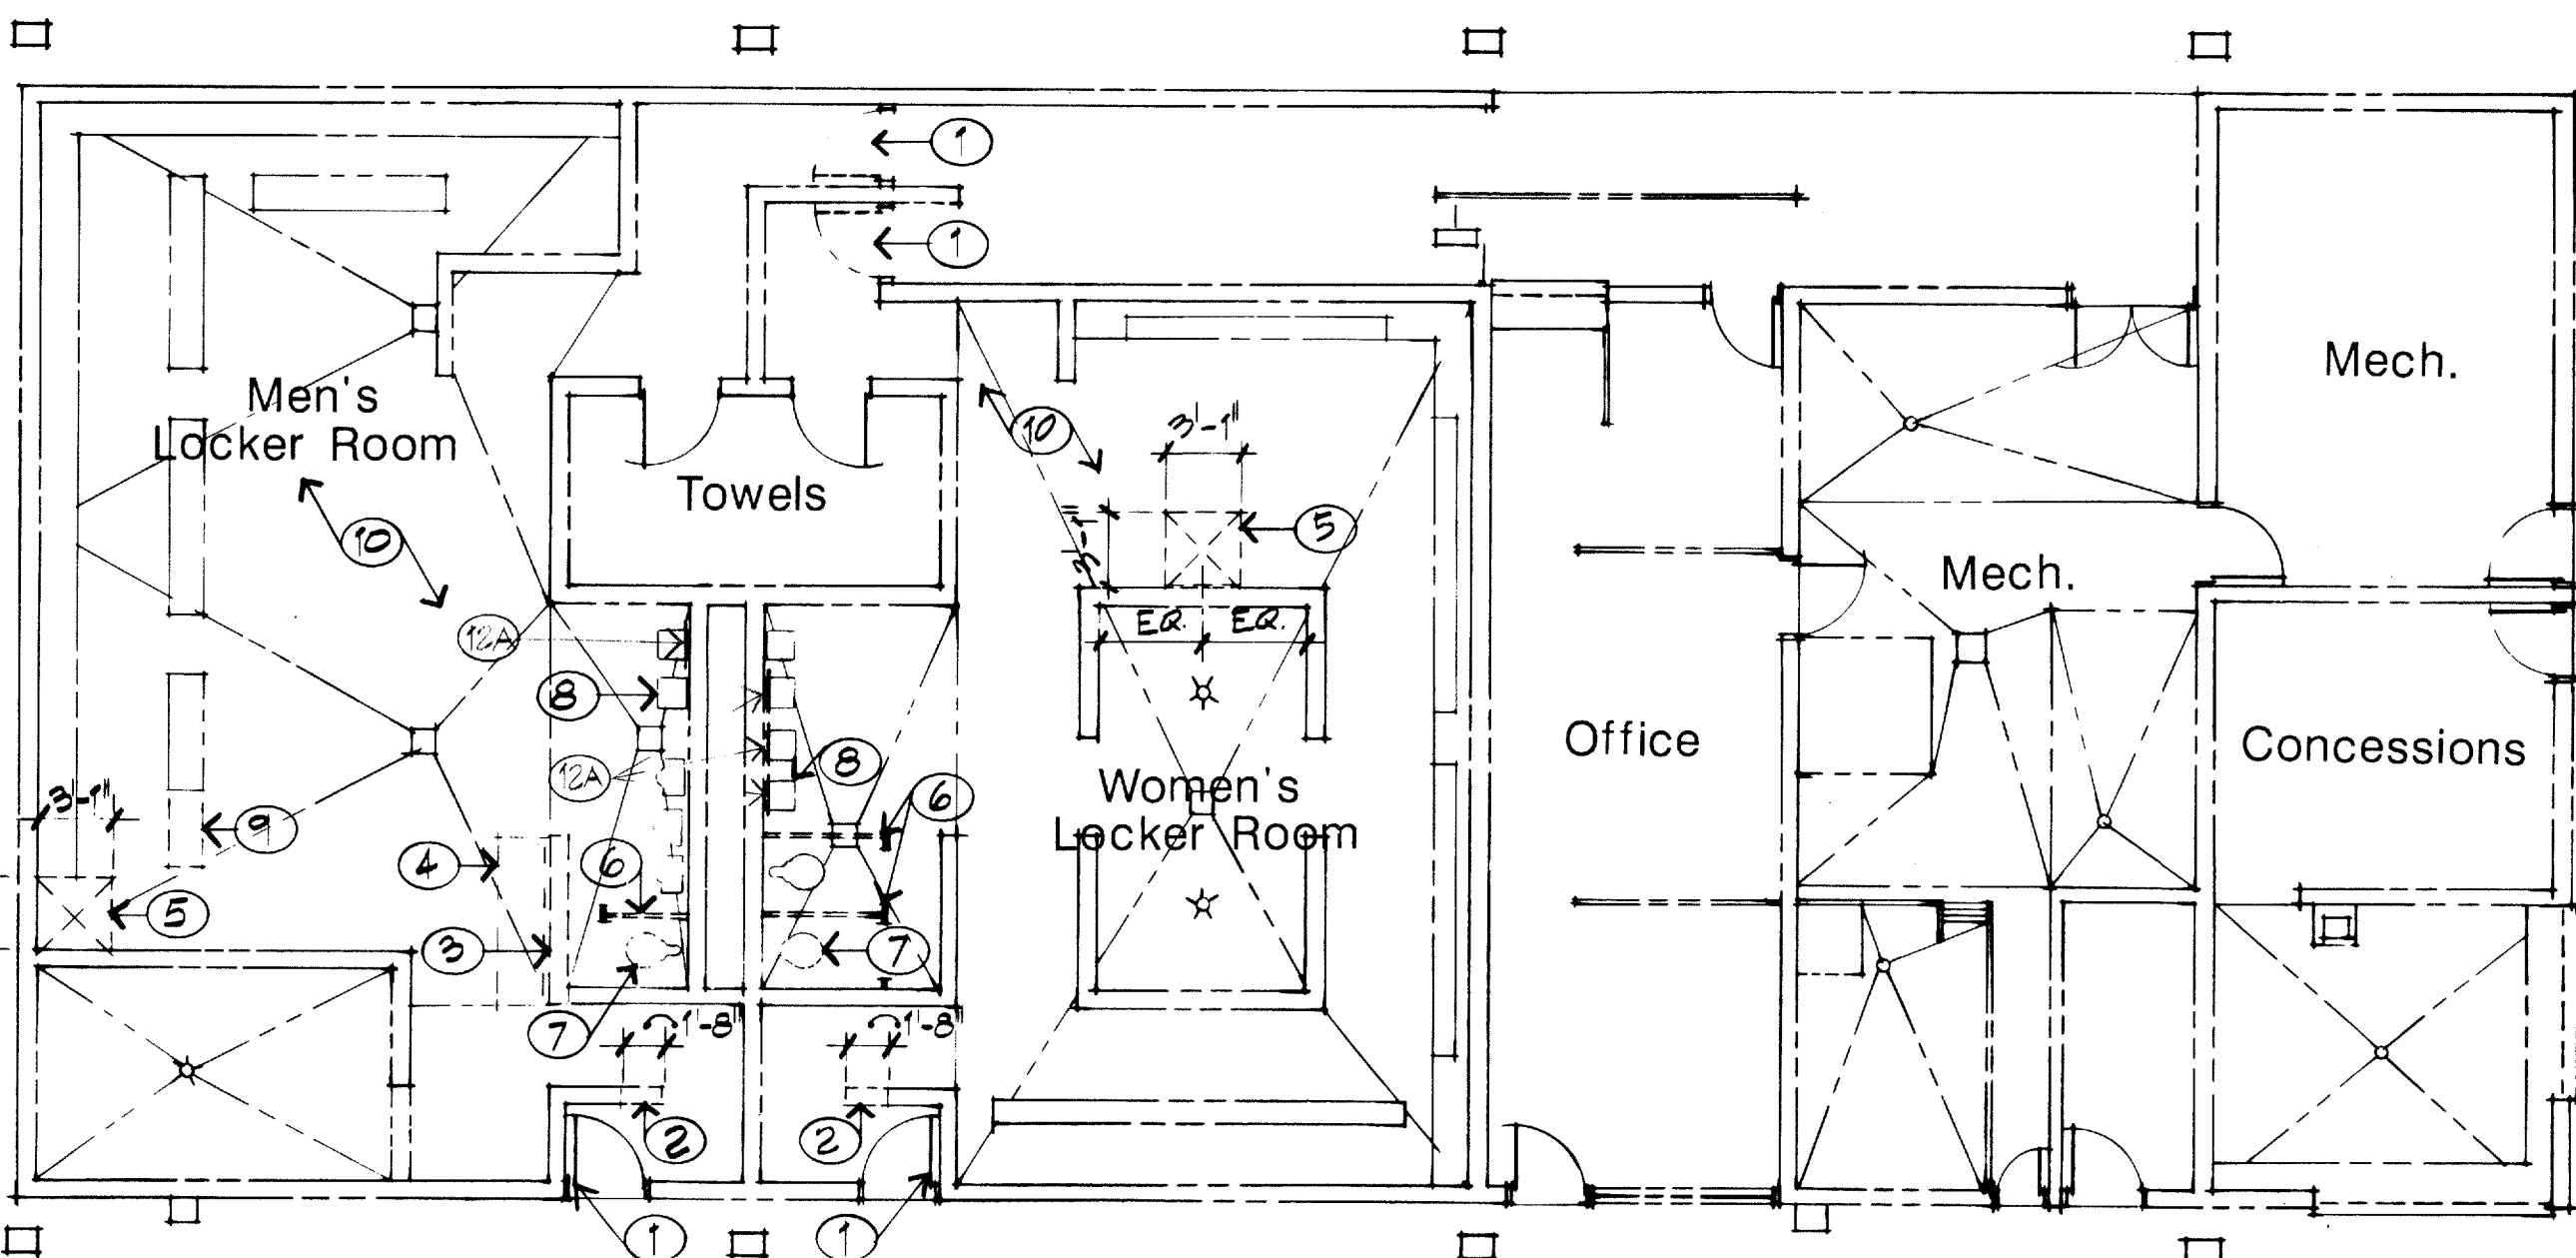 1
1
Men's
Locker Room
Mech.
10
3'-1"
Towels
10
3'-1"
5
Mech.
EQ. EQ.
12A
8
12A
8
Office
Concessions
6
Women's
Locker Room
3'-1"
9
4
6
5
3
7
7
1'-8"
1'-8"
2
2
1
1